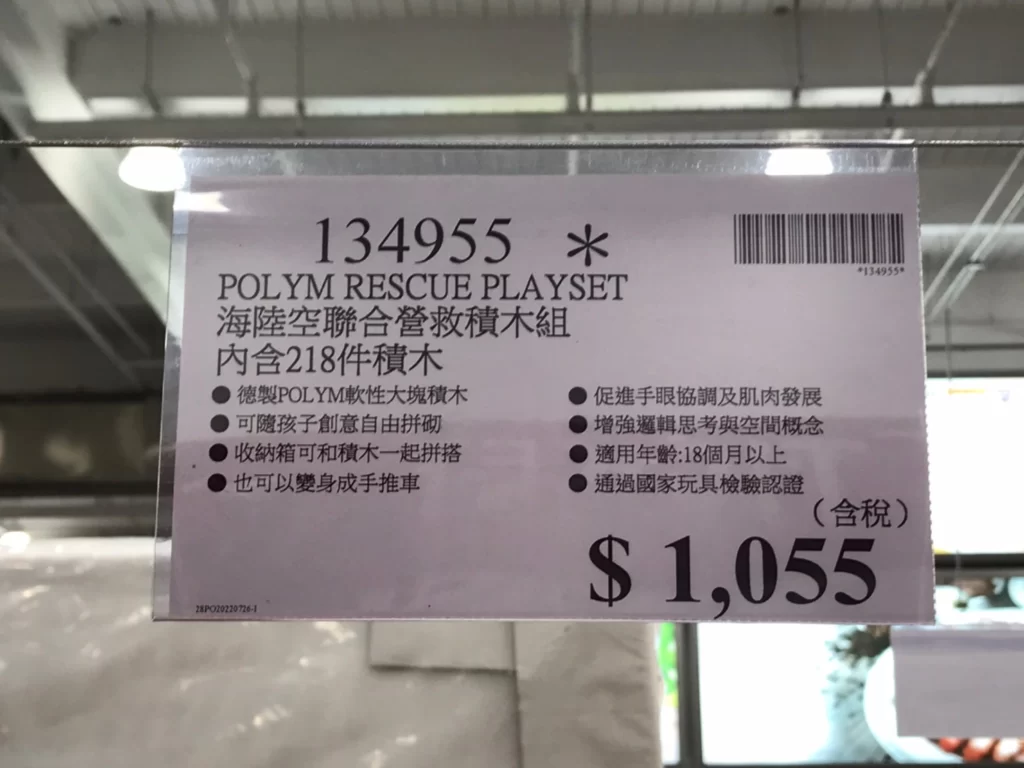 134955 *
*134955*
POLYM RESCUE PLAYSET
海陸空聯合營救積木組
內含218件積木
● 德製POLYM軟性大塊積木
● 可隨孩子創意自由拼砌
● 收納箱可和積木一起拼搭
● 也可以變身成手推車
● 促進手眼協調及肌肉發展
● 增強邏輯思考與空間概念
● 適用年齡:18個月以上
● 通過國家玩具檢驗認證
（含稅）
$ 1,055
28PO20220726-1